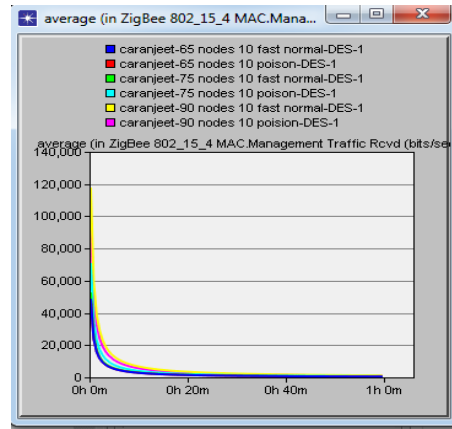 average (in ZigBee 802_15_4 MAC.Mana...
caranjeet-65 nodes 10 fast normal-DES-1
caranjeet-65 nodes 10 poison-DES-1
caranjeet-75 nodes 10 fast normal-DES-1
caranjeet-75 nodes 10 poison-DES-1
caranjeet-90 nodes 10 fast normal-DES-1
caranjeet-90 nodes 10 poision-DES-1
average (in ZigBee 802_15_4 MAC.Management Traffic Rcvd (bits/se
140,000
120,000
100,000
80,000
60,000
40,000
20,000
0
0h 0m 0h 20m 0h 40m 1h 0m